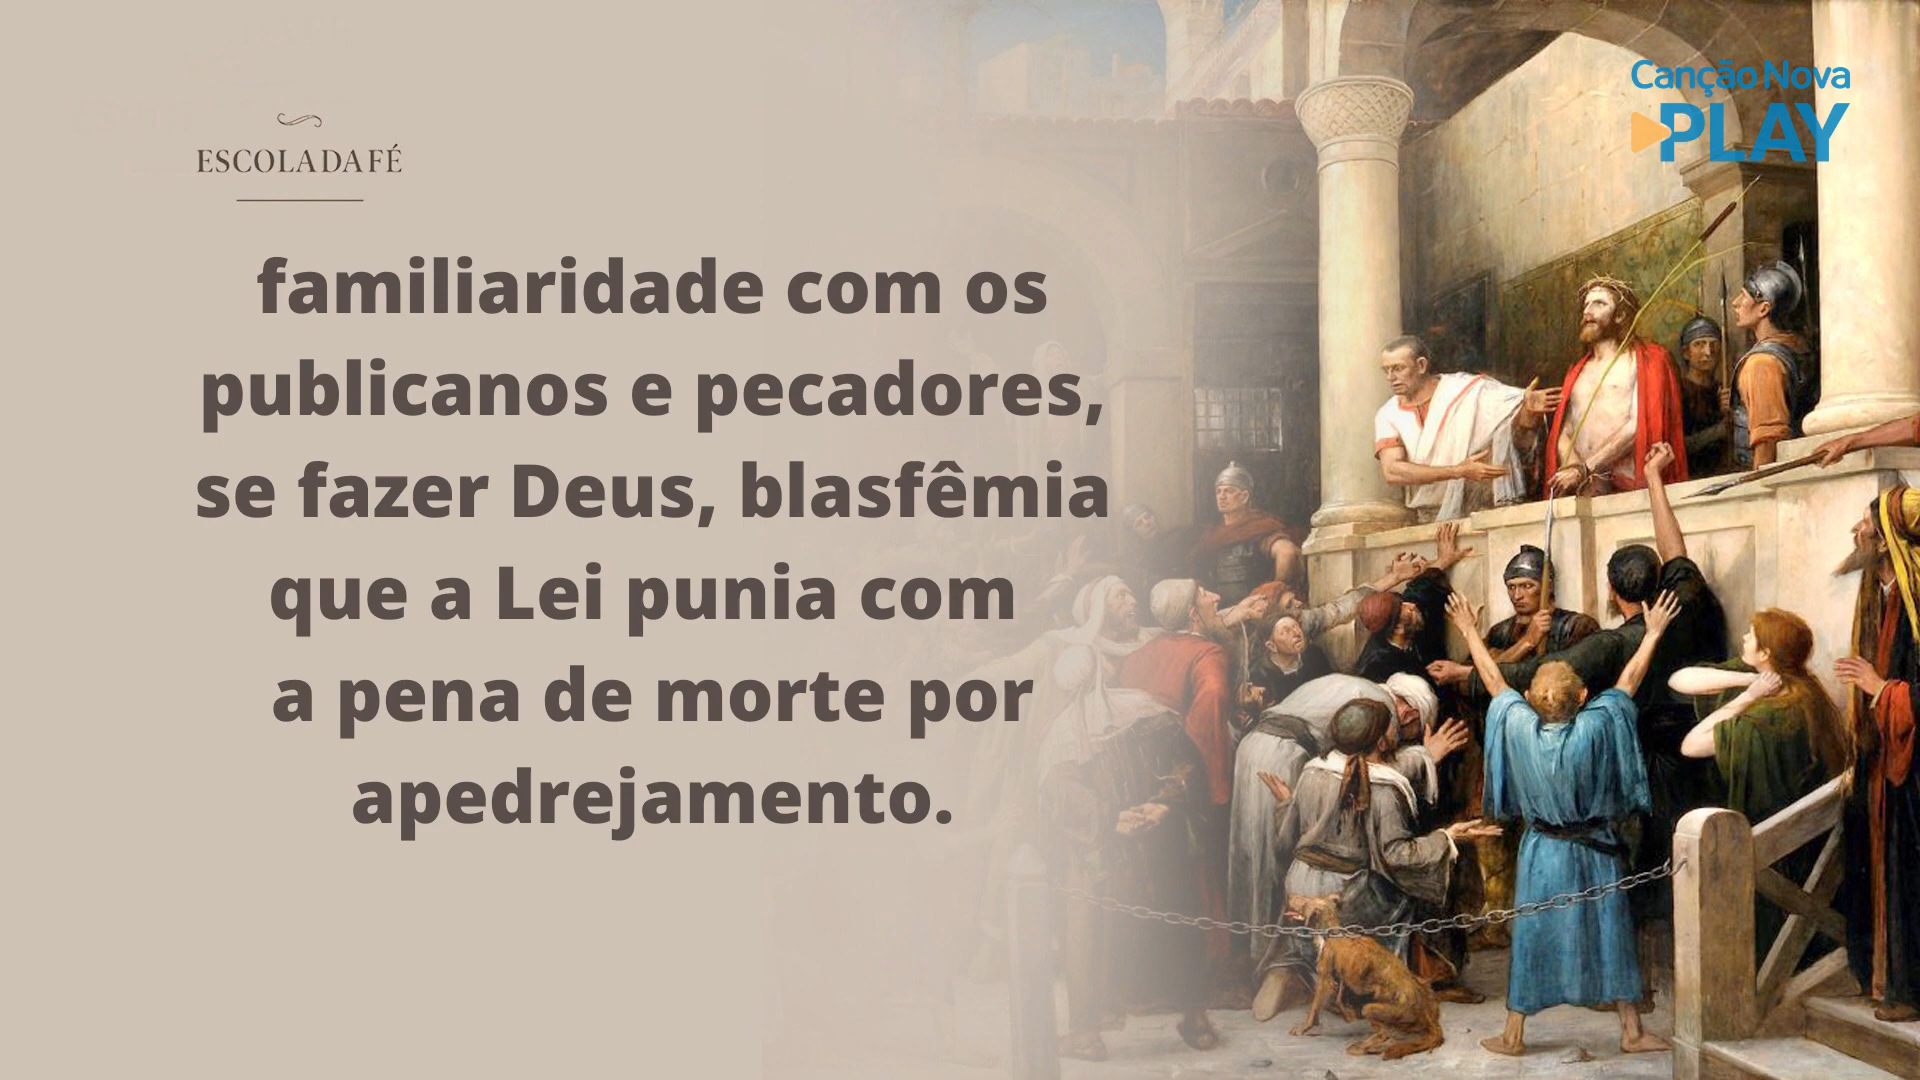 Canção Nova
PLAY
ESCOLADAFÉ
familiaridade com os
publicanos e pecadores,
se fazer Deus, blasfêmia
que a Lei punia com
a pena de morte por
apedrejamento.